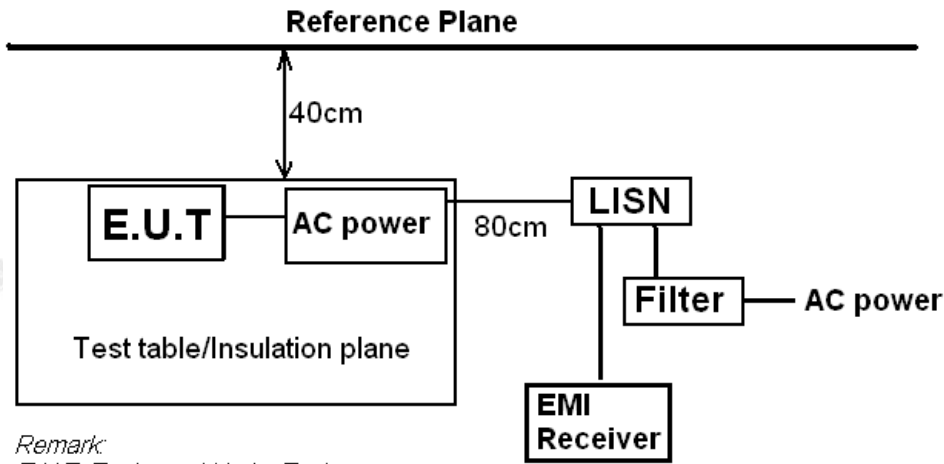 Reference Plane
40cm
E.U.T
AC power
80cm
LISN
Filter
AC power
Test table/Insulation plane
EMI
Receiver
Remark: